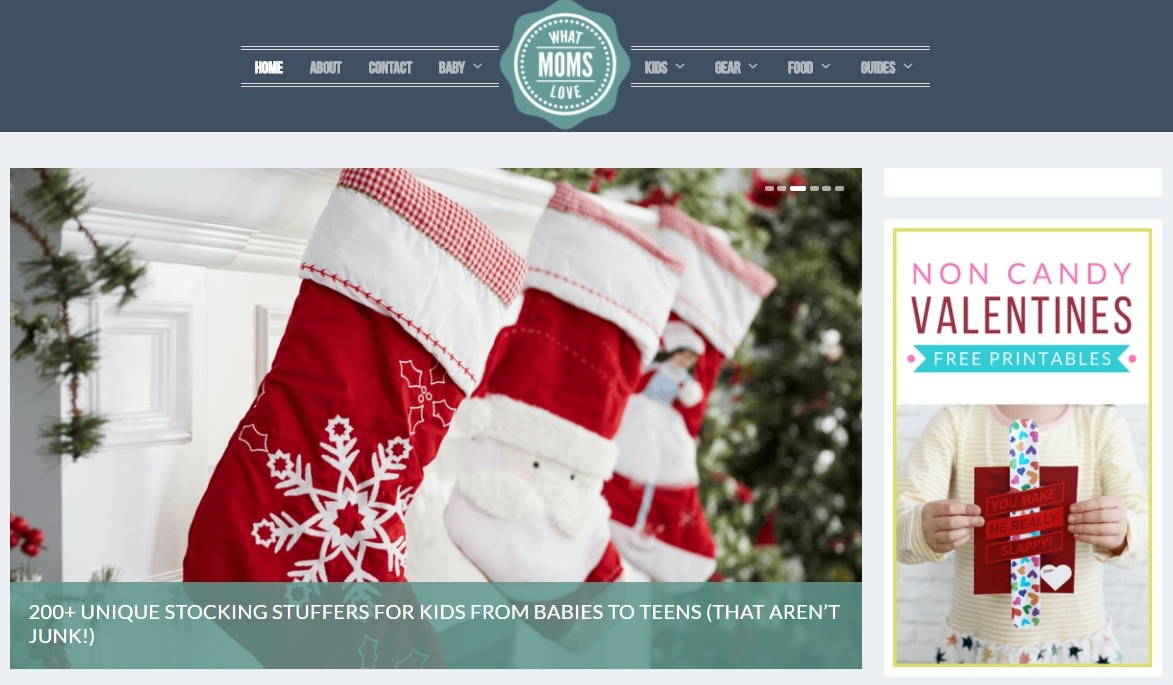 HOME ABOUT CONTACT BABY
WHAT
MOMS
LOVE
KIDS GEAR FOOD GUIDES
200+ UNIQUE STOCKING STUFFERS FOR KIDS FROM BABIES TO TEENS (THAT AREN'T
JUNK!)
NON CANDY
VALENTINES
FREE PRINTABLES
YOU MAKE
ME REALLY
SLAPPY!